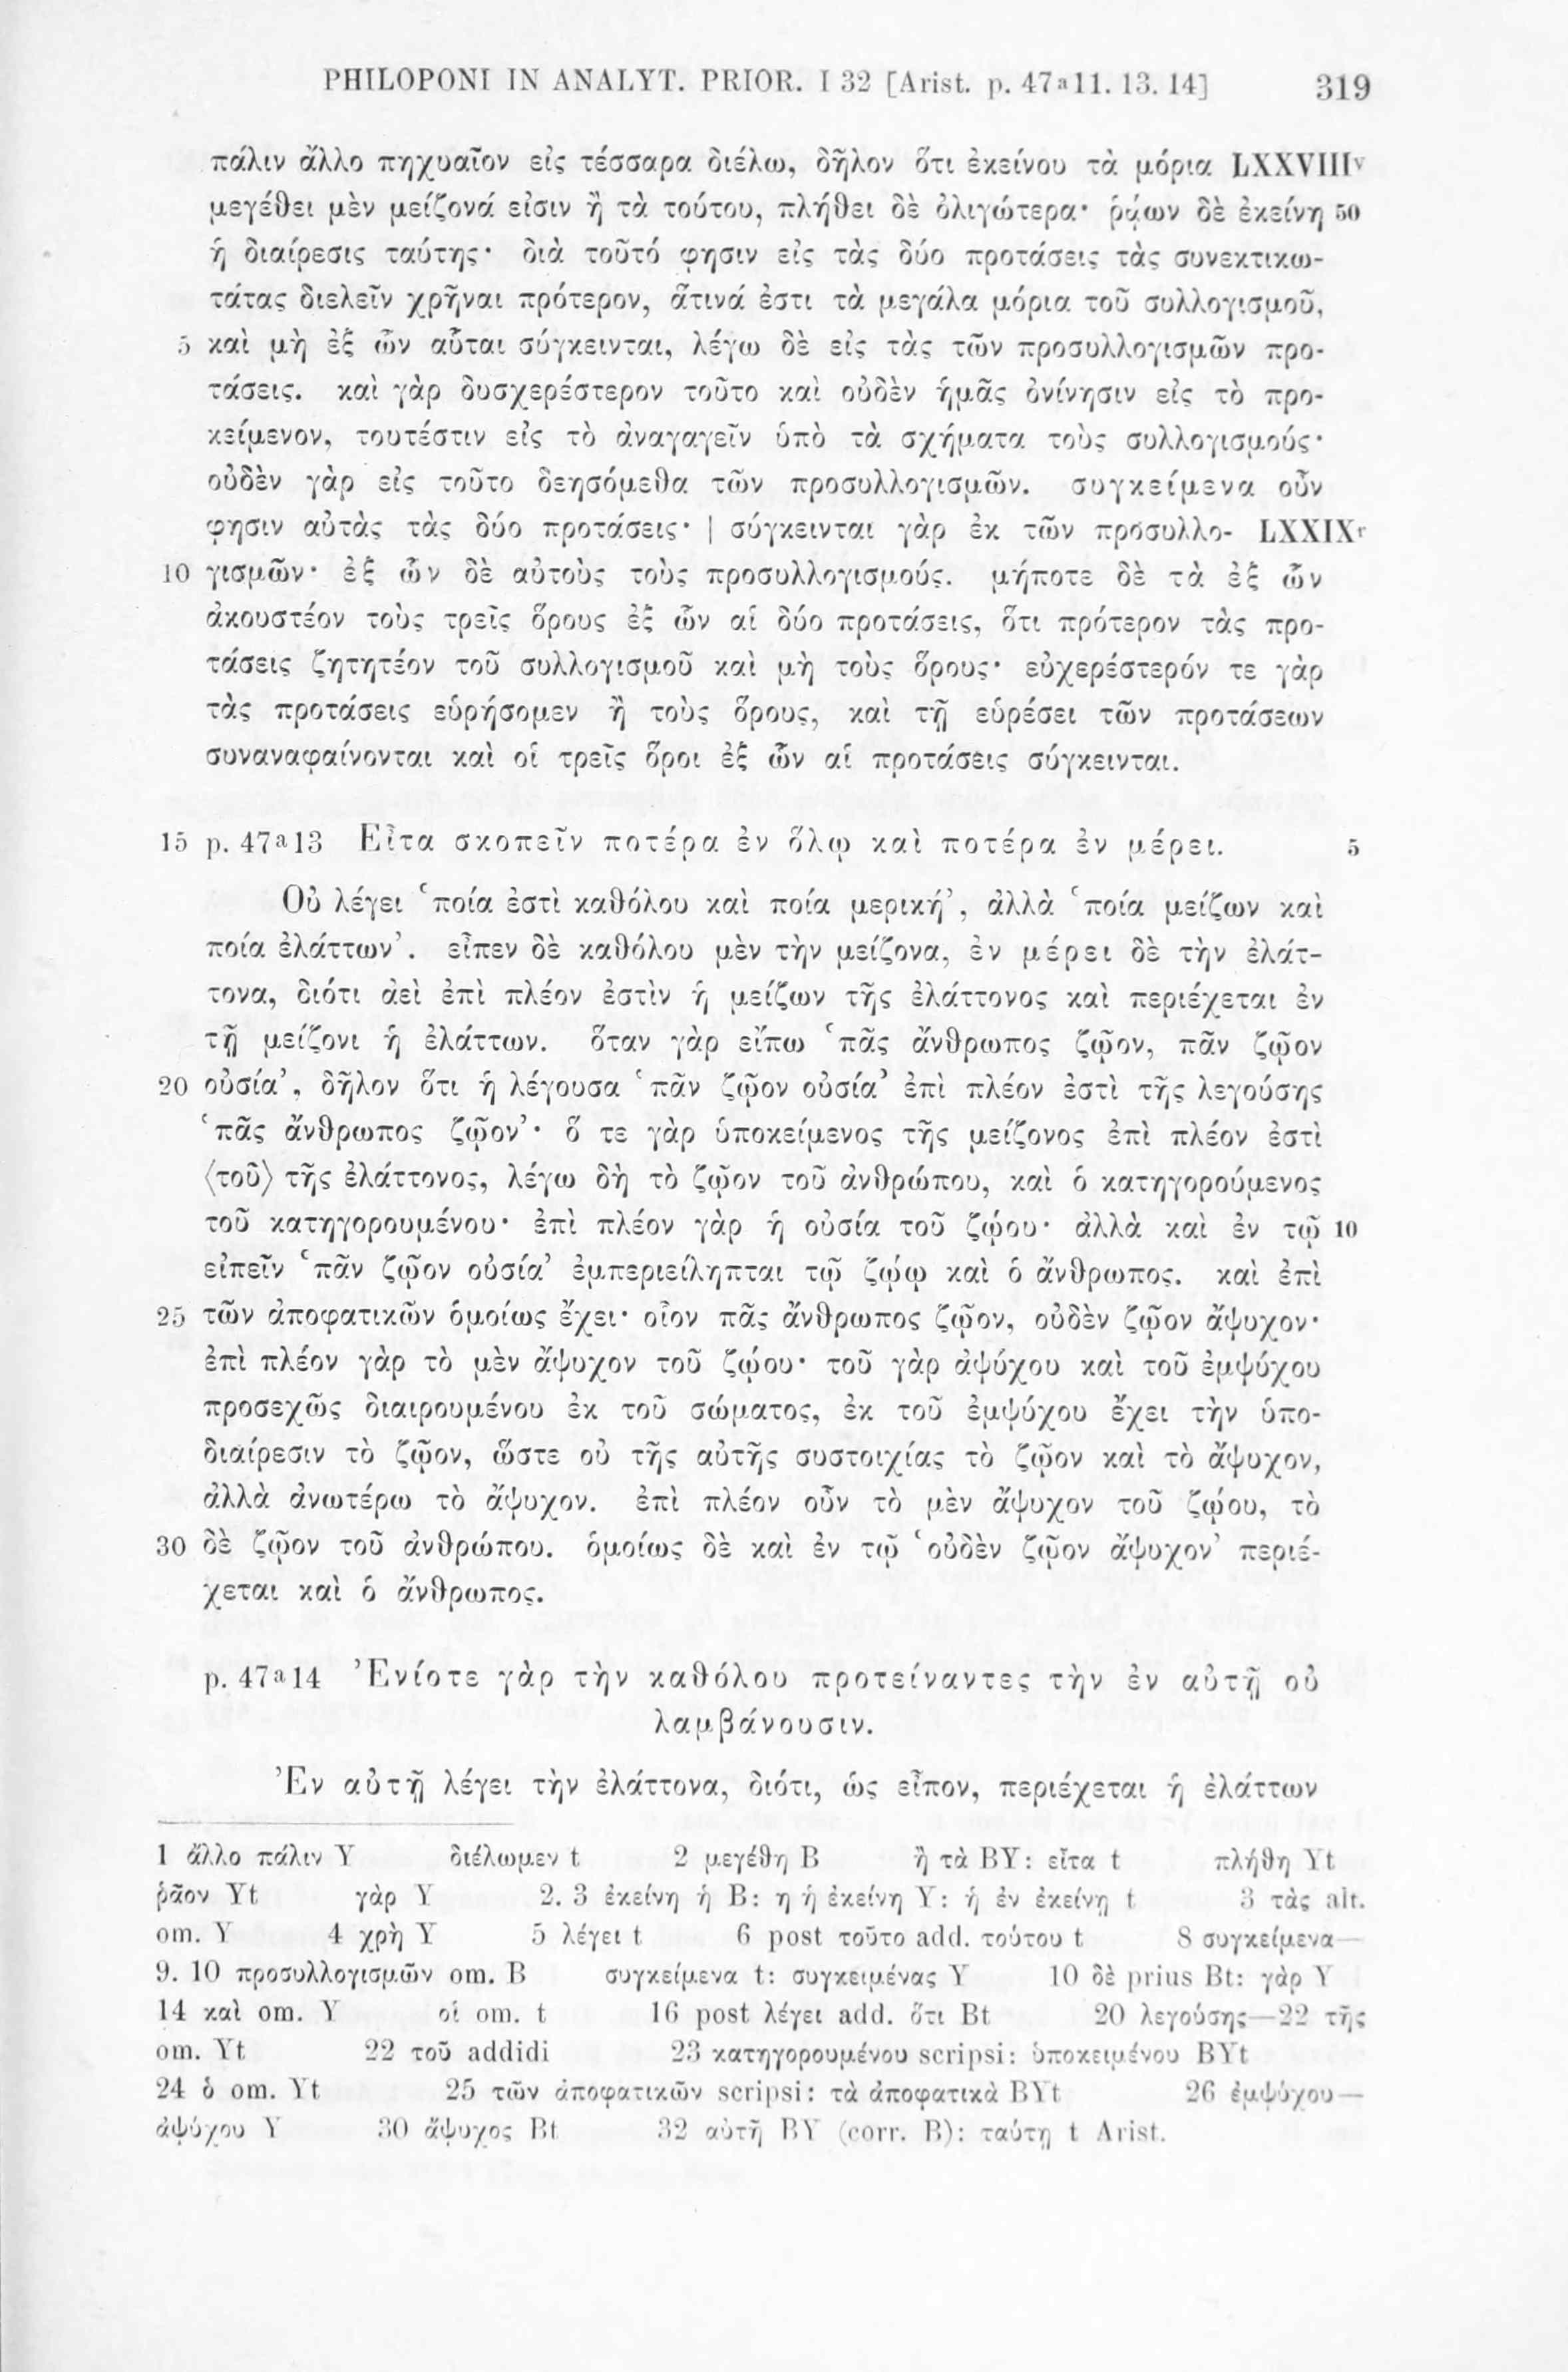 PHILOPONI IN ANALYT. PRIOR. I 32 [Arist. p. 47ᵃ11. 13. 14] 319
πάλιν ἄλλο πηχυαῖον εἰς τέσσαρα διέλω, δῆλον ὅτι ἐκείνου τὰ μόρια LXXVIIIᵛ
μεγέθει μὲν μείζονά εἰσιν ἢ τὰ τούτου, πλήθει δὲ ὀλιγώτερα· ῥᾴων δὲ ἐκείνη 50
ἡ διαίρεσις ταύτης· διὰ τοῦτό φησιν εἰς τὰς δύο προτάσεις τὰς συνεκτικω-
τάτας διελεῖν χρῆναι πρότερον, ἅτινά ἐστι τὰ μεγάλα μόρια τοῦ συλλογισμοῦ,
5 καὶ μὴ ἐξ ὧν αὗται σύγκεινται, λέγω δὲ εἰς τὰς τῶν προσυλλογισμῶν προ-
τάσεις. καὶ γὰρ δυσχερέστερον τοῦτο καὶ οὐδὲν ἡμᾶς ὀνίνησιν εἰς τὸ προ-
κείμενον, τουτέστιν εἰς τὸ ἀναγαγεῖν ὑπὸ τὰ σχήματα τοὺς συλλογισμούς·
οὐδὲν γὰρ εἰς τοῦτο δεησόμεθα τῶν προσυλλογισμῶν. συγκείμενα οὖν
φησιν αὐτὰς τὰς δύο προτάσεις· | σύγκεινται γὰρ ἐκ τῶν προσυλλο- LXXIXʳ
10 γισμῶν· ἐξ ὧν δὲ αὐτοὺς τοὺς προσυλλογισμούς. μήποτε δὲ τὰ ἐξ ὧν
ἀκουστέον τοὺς τρεῖς ὅρους ἐξ ὧν αἱ δύο προτάσεις, ὅτι πρότερον τὰς προ-
τάσεις ζητητέον τοῦ συλλογισμοῦ καὶ μὴ τοὺς ὅρους· εὐχερέστερόν τε γὰρ
τὰς προτάσεις εὑρήσομεν ἢ τοὺς ὅρους, καὶ τῇ εὑρέσει τῶν προτάσεων
συναναφαίνονται καὶ οἱ τρεῖς ὅροι ἐξ ὧν αἱ προτάσεις σύγκεινται.
15 p. 47ᵃ13 Εἶτα σκοπεῖν ποτέρα ἐν ὅλῳ καὶ ποτέρα ἐν μέρει. 5
Οὐ λέγει ‘ποία ἐστὶ καθόλου καὶ ποία μερική’, ἀλλὰ ‘ποία μείζων καὶ
ποία ἐλάττων’. εἶπεν δὲ καθόλου μὲν τὴν μείζονα, ἐν μέρει δὲ τὴν ἐλάτ-
τονα, διότι ἀεὶ ἐπὶ πλέον ἐστὶν ἡ μείζων τῆς ἐλάττονος καὶ περιέχεται ἐν
τῇ μείζονι ἡ ἐλάττων. ὅταν γὰρ εἴπω ‘πᾶς ἄνθρωπος ζῷον, πᾶν ζῷον
20 οὐσία’, δῆλον ὅτι ἡ λέγουσα ‘πᾶν ζῷον οὐσία’ ἐπὶ πλέον ἐστὶ τῆς λεγούσης
‘πᾶς ἄνθρωπος ζῷον’· ὅ τε γὰρ ὑποκείμενος τῆς μείζονος ἐπὶ πλέον ἐστὶ
⟨τοῦ⟩ τῆς ἐλάττονος, λέγω δὴ τὸ ζῷον τοῦ ἀνθρώπου, καὶ ὁ κατηγορούμενος
τοῦ κατηγορουμένου· ἐπὶ πλέον γὰρ ἡ οὐσία τοῦ ζῴου· ἀλλὰ καὶ ἐν τῷ 10
εἰπεῖν ‘πᾶν ζῷον οὐσία’ ἐμπεριείληπται τῷ ζῴῳ καὶ ὁ ἄνθρωπος. καὶ ἐπὶ
25 τῶν ἀποφατικῶν ὁμοίως ἔχει· οἷον πᾶς ἄνθρωπος ζῷον, οὐδὲν ζῷον ἄψυχον·
ἐπὶ πλέον γὰρ τὸ μὲν ἄψυχον τοῦ ζῴου· τοῦ γὰρ ἀψύχου καὶ τοῦ ἐμψύχου
προσεχῶς διαιρουμένου ἐκ τοῦ σώματος, ἐκ τοῦ ἐμψύχου ἔχει τὴν ὑπο-
διαίρεσιν τὸ ζῷον, ὥστε οὐ τῆς αὐτῆς συστοιχίας τὸ ζῷον καὶ τὸ ἄψυχον,
ἀλλὰ ἀνωτέρω τὸ ἄψυχον. ἐπὶ πλέον οὖν τὸ μὲν ἄψυχον τοῦ ζῴου, τὸ
30 δὲ ζῷον τοῦ ἀνθρώπου. ὁμοίως δὲ καὶ ἐν τῷ ‘οὐδὲν ζῷον ἄψυχον’ περιέ-
χεται καὶ ὁ ἄνθρωπος.
p. 47ᵃ14 Ἐνίοτε γὰρ τὴν καθόλου προτείναντες τὴν ἐν αὐτῇ οὐ
λαμβάνουσιν.
Ἐν αὐτῇ λέγει τὴν ἐλάττονα, διότι, ὡς εἶπον, περιέχεται ἡ ἐλάττων
1 ἄλλο πάλιν Y διέλωμεν t 2 μεγέθη B ἢ τὰ BY: εἶτα t πλήθη Yt
ῥᾶον Yt γὰρ Y 2. 3 ἐκείνη ἡ B: η ἡ ἐκείνη Y: ἡ ἐν ἐκείνῃ t 3 τὰς alt.
om. Y 4 χρὴ Y 5 λέγει t 6 post τοῦτο add. τούτου t 8 συγκείμενα—
9. 10 προσυλλογισμῶν om. B συγκείμενα t: συγκειμένας Y 10 δὲ prius Bt: γὰρ Y
14 καὶ om. Y οἱ om. t 16 post λέγει add. ὅτι Bt 20 λεγούσης—22 τῆς
om. Yt 22 τοῦ addidi 23 κατηγορουμένου scripsi: ὑποκειμένου BYt
24 ὁ om. Yt 25 τῶν ἀποφατικῶν scripsi: τὰ ἀποφατικὰ BYt 26 ἐμψύχου—
ἀψύχου Y 30 ἄψυχος Bt 32 αὐτῇ BY (corr. B): ταύτῃ t Arist.